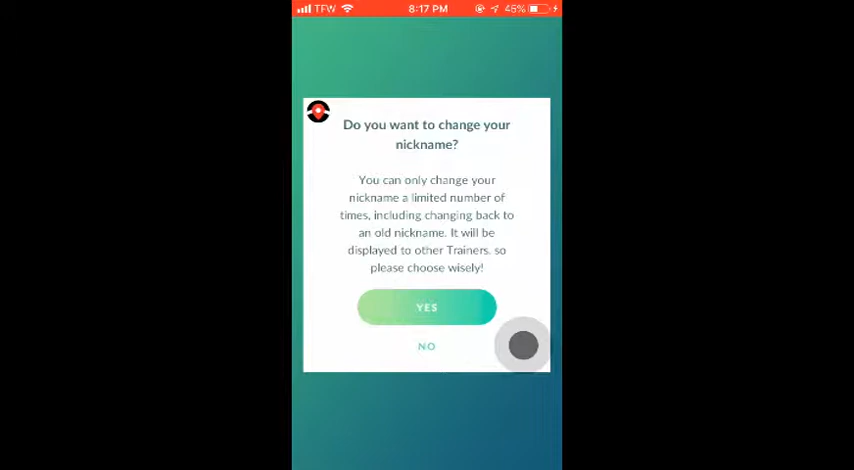 TFW 8:17 PM 45%
Do you want to change your
nickname?
You can only change your
nickname a limited number of
times, including changing back to
an old nickname. It will be
displayed to other Trainers, so
please choose wisely!
YES
NO